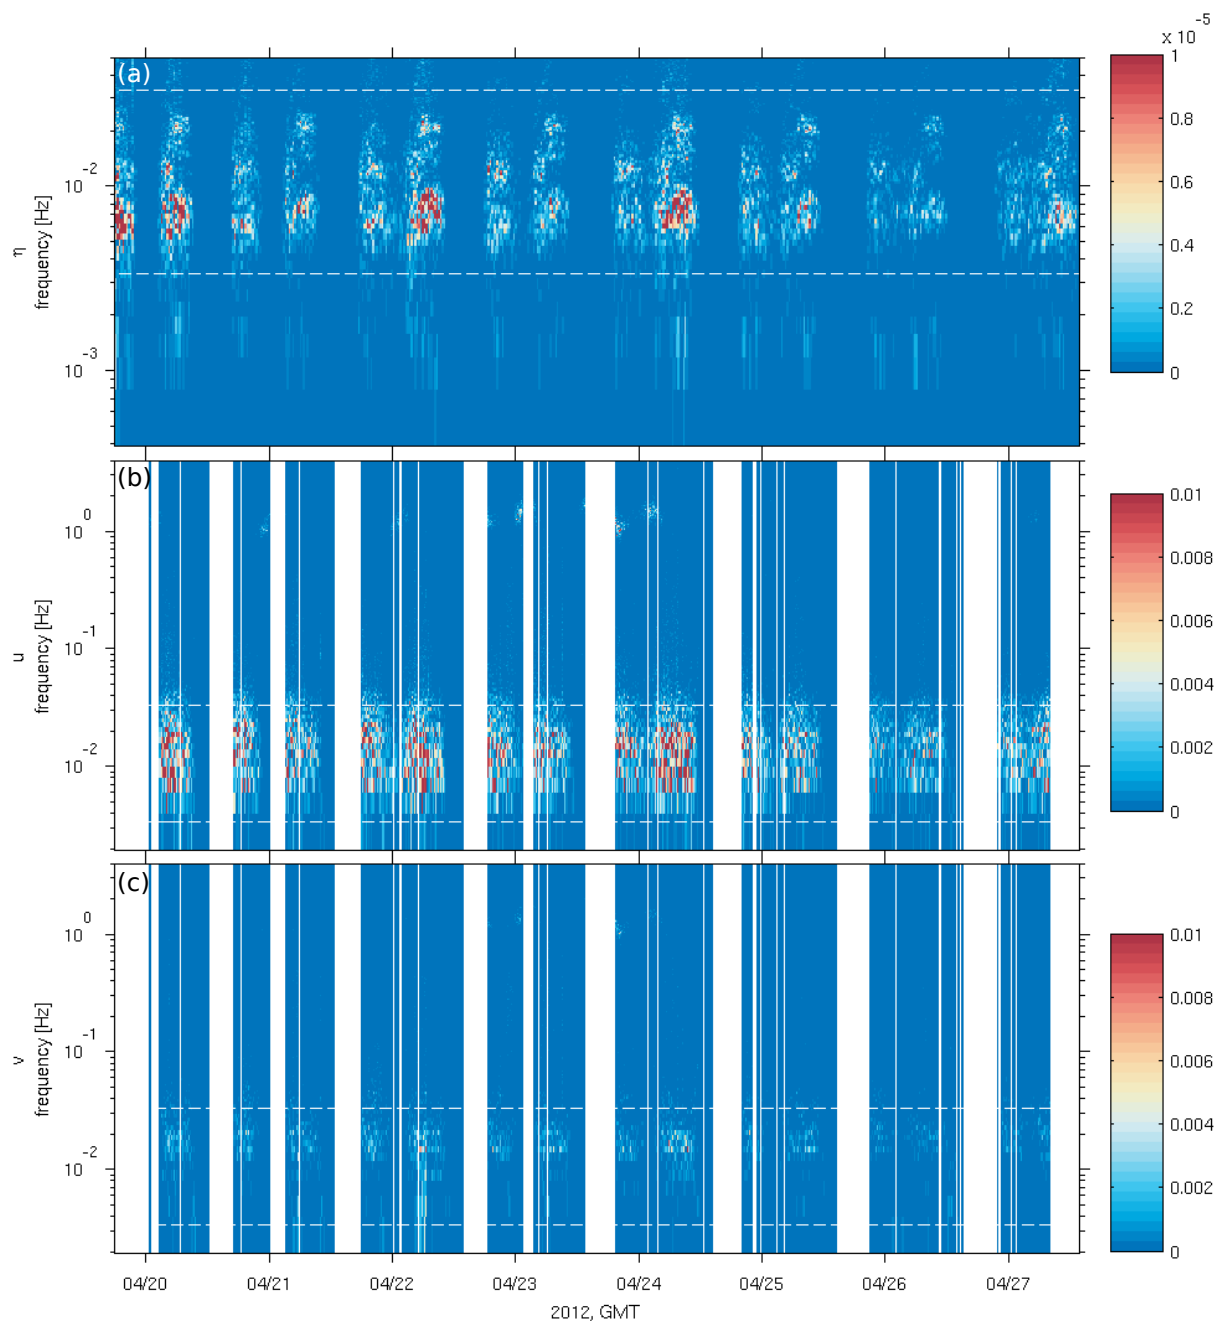 x 10^-5
(a)
η
frequency [Hz]
10^-2
10^-3
1
0.8
0.6
0.4
0.2
0
(b)
u
frequency [Hz]
10^0
10^-1
10^-2
0.01
0.008
0.006
0.004
0.002
0
(c)
v
frequency [Hz]
10^0
10^-1
10^-2
0.01
0.008
0.006
0.004
0.002
0
04/20 04/21 04/22 04/23 04/24 04/25 04/26 04/27
2012, GMT